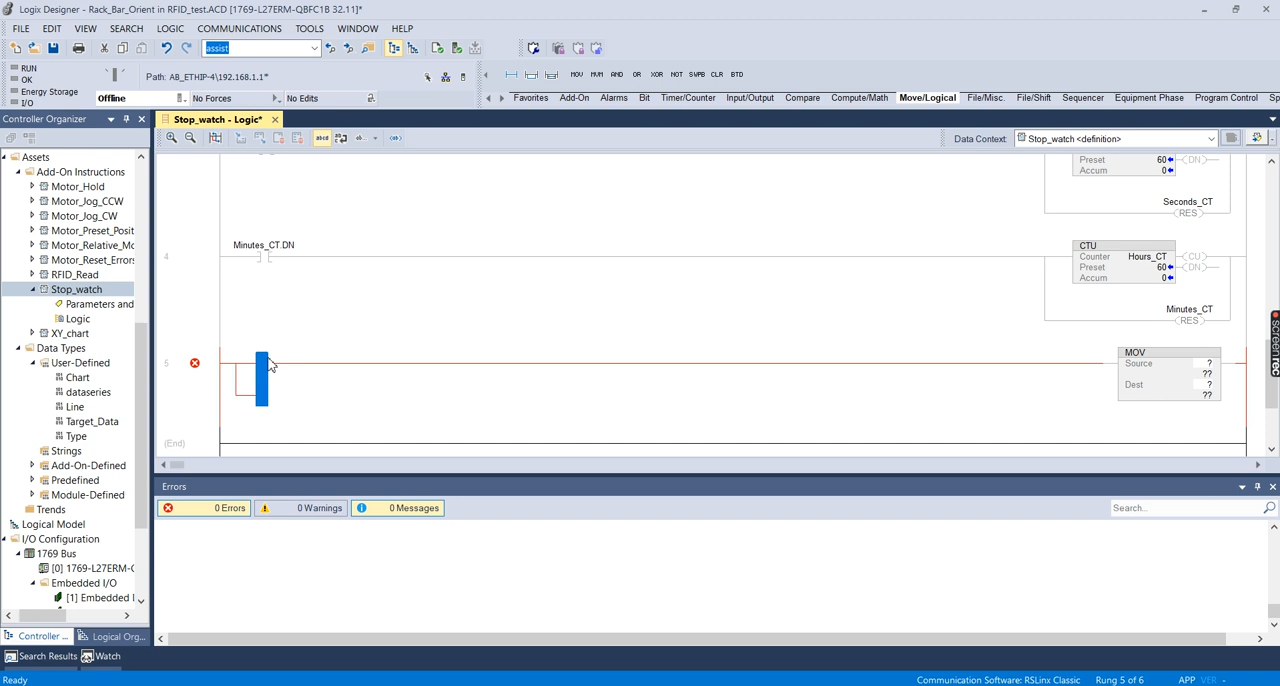 Logix Designer - Rack_Bar_Orient in RFID_test.ACD [1769-L27ERM-QBFC1B 32.11]*
FILE EDIT VIEW SEARCH LOGIC COMMUNICATIONS TOOLS WINDOW HELP
assist
RUN
OK
Energy Storage
I/O
Path: AB_ETHIP-4\192.168.1.1*
Offline No Forces No Edits
MOV MVM AND OR XOR NOT SWPB CLR BTD
Favorites Add-On Alarms Bit Timer/Counter Input/Output Compare Compute/Math Move/Logical File/Misc. File/Shift Sequencer Equipment Phase Program Control Sp
Controller Organizer
Stop_watch - Logic*
Data Context: Stop_watch <definition>
Assets
Add-On Instructions
Motor_Hold
Motor_Jog_CCW
Motor_Jog_CW
Motor_Preset_Posit
Motor_Relative_Mo
Motor_Reset_Errors
RFID_Read
Stop_watch
Parameters and
Logic
XY_chart
Data Types
User-Defined
Chart
dataseries
Line
Target_Data
Type
Strings
Add-On-Defined
Predefined
Module-Defined
Trends
Logical Model
I/O Configuration
1769 Bus
[0] 1769-L27ERM-
Embedded I/O
[1] Embedded I
Controller ... Logical Org...
Preset 60 (DN)
Accum 0
Seconds_CT
(RES)
4
Minutes_CT.DN
CTU
Counter Hours_CT (CU)
Preset 60 (DN)
Accum 0
Minutes_CT
(RES)
5
MOV
Source ?
??
Dest ?
??
(End)
Errors
0 Errors 0 Warnings 0 Messages
Search...
Search Results Watch
Ready
Communication Software: RSLinx Classic Rung 5 of 6 APP VER
screenrec